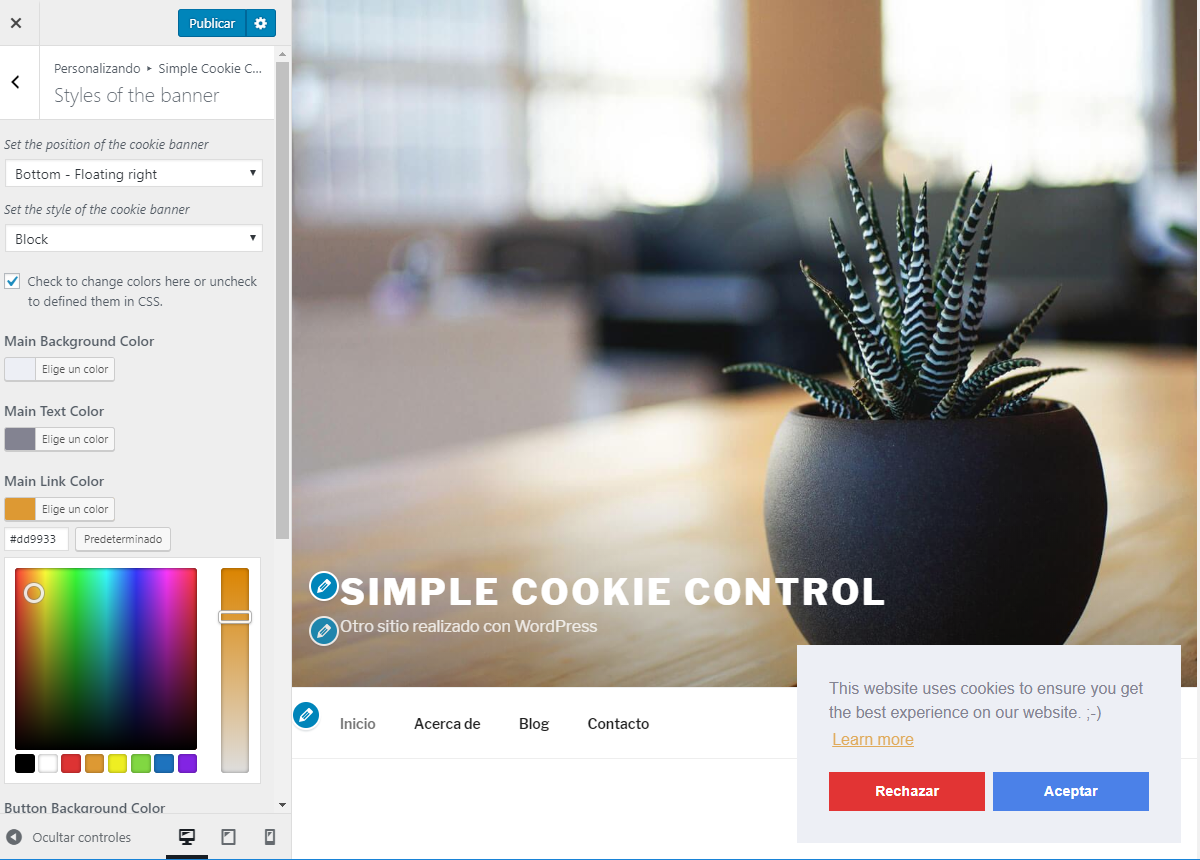 Publicar
Personalizando ▸ Simple Cookie C...
Styles of the banner
Set the position of the cookie banner
Bottom - Floating right
Set the style of the cookie banner
Block
Check to change colors here or uncheck
to defined them in CSS.
Main Background Color
Elige un color
Main Text Color
Elige un color
Main Link Color
Elige un color
#dd9933
Predeterminado
Button Background Color
Ocultar controles
SIMPLE COOKIE CONTROL
Otro sitio realizado con WordPress
Inicio Acerca de Blog Contacto
This website uses cookies to ensure you get
the best experience on our website. ;-)
Learn more
Rechazar Aceptar